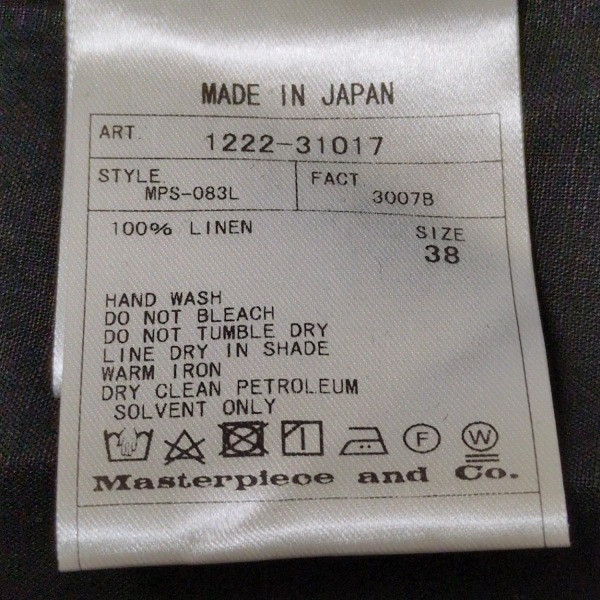 MADE IN JAPAN
ART. 1222-31017
STYLE FACT
MPS-083L 3007B
100% LINEN SIZE
38
HAND WASH
DO NOT BLEACH
DO NOT TUMBLE DRY
LINE DRY IN SHADE
WARM IRON
DRY CLEAN PETROLEUM
SOLVENT ONLY
F W
Masterpiece and Co.